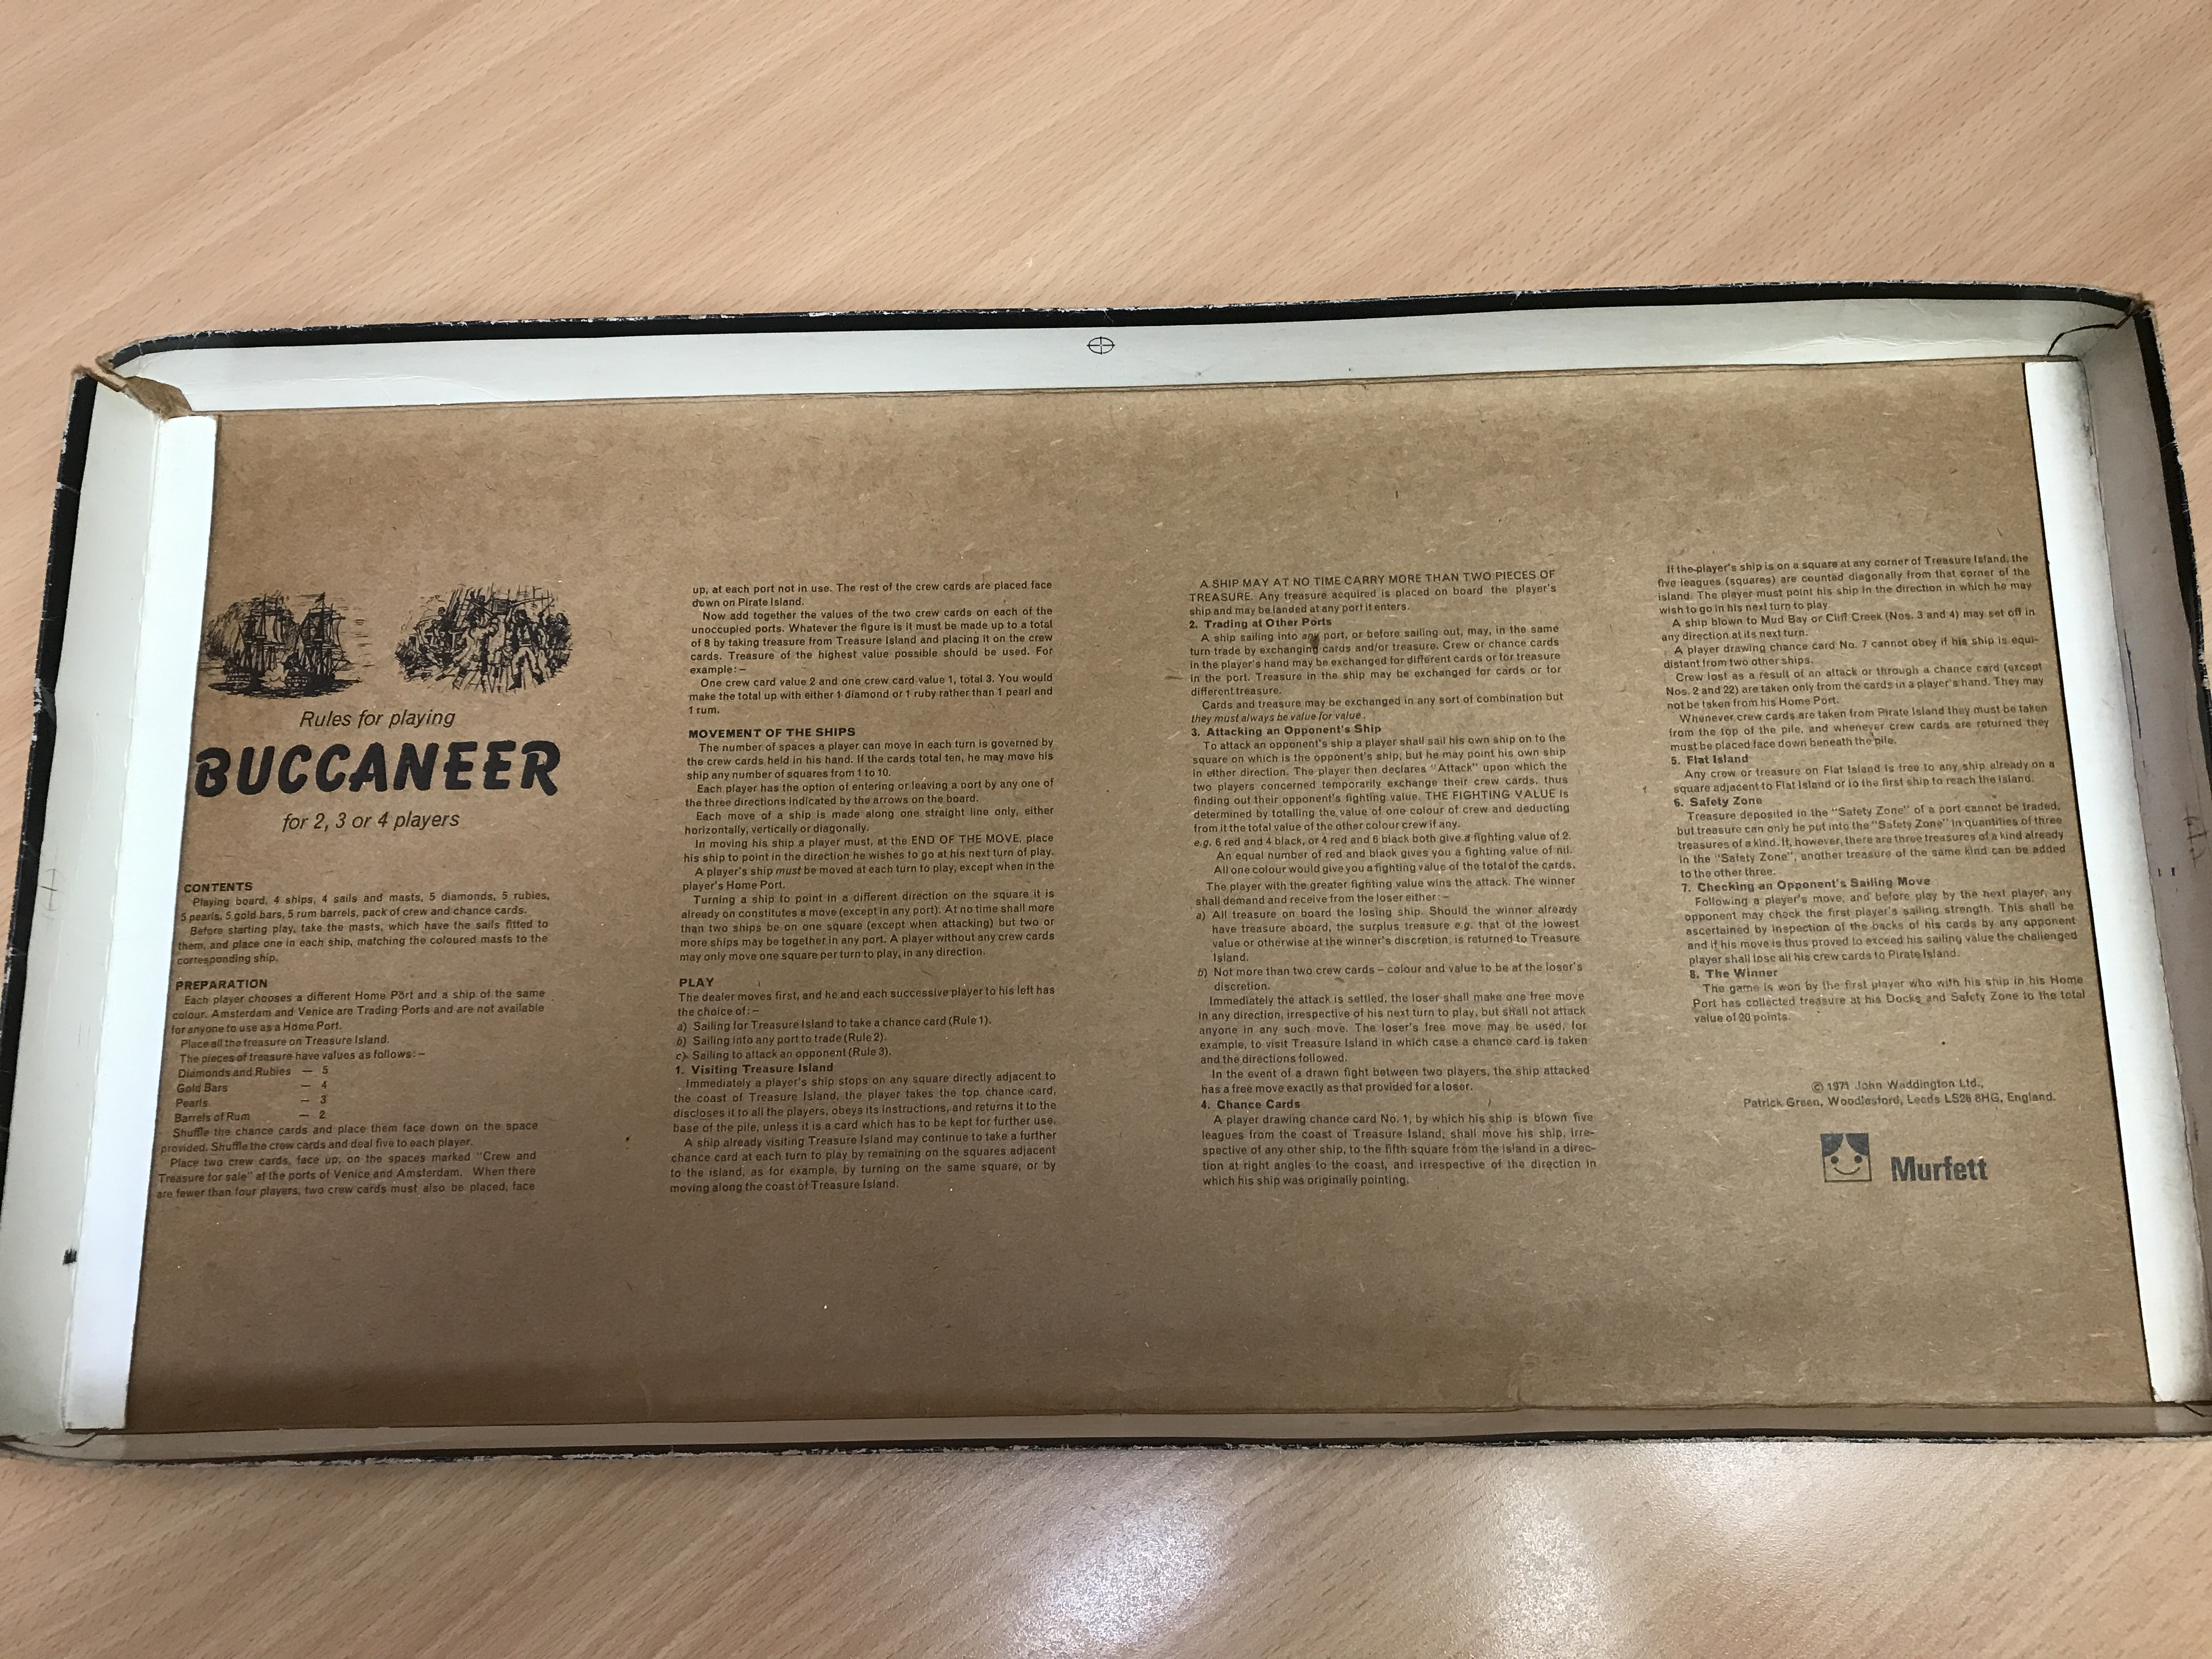 Rules for playing
BUCCANEER
for 2, 3 or 4 players
CONTENTS
Playing board, 4 ships, 4 sails and masts, 5 diamonds, 5 rubies,
5 pearls, 5 gold bars, 5 rum barrels, pack of crew and chance cards.
Before starting play, take the masts, which have the sails fitted to
them, and place one in each ship, matching the coloured masts to the
corresponding ship.
PREPARATION
Each player chooses a different Home Port and a ship of the same
colour. Amsterdam and Venice are Trading Ports and are not available
for anyone to use as a Home Port.
Place all the treasure on Treasure Island.
The pieces of treasure have values as follows:–
Diamonds and Rubies — 5
Gold Bars — 4
Pearls — 3
Barrels of Rum — 2
Shuffle the chance cards and place them face down on the space
provided. Shuffle the crew cards and deal five to each player.
Place two crew cards, face up, on the spaces marked "Crew and
Treasure for sale" at the ports of Venice and Amsterdam. When there
are fewer than four players, two crew cards must also be placed, face
up, at each port not in use. The rest of the crew cards are placed face
down on Pirate Island.
Now add together the values of the two crew cards on each of the
unoccupied ports. Whatever the figure is it must be made up to a total
of 8 by taking treasure from Treasure Island and placing it on the crew
cards. Treasure of the highest value possible should be used. For
example:–
One crew card value 2 and one crew card value 1, total 3. You would
make the total up with either 1 diamond or 1 ruby rather than 1 pearl and
1 rum.
MOVEMENT OF THE SHIPS
The number of spaces a player can move in each turn is governed by
the crew cards held in his hand. If the cards total ten, he may move his
ship any number of squares from 1 to 10.
Each player has the option of entering or leaving a port by any one of
the three directions indicated by the arrows on the board.
Each move of a ship is made along one straight line only, either
horizontally, vertically or diagonally.
In moving his ship a player must, at the END OF THE MOVE, place
his ship to point in the direction he wishes to go at his next turn of play.
A player's ship must be moved at each turn to play, except when in the
player's Home Port.
Turning a ship to point in a different direction on the square it is
already on constitutes a move (except in any port). At no time shall more
than two ships be on one square (except when attacking) but two or
more ships may be together in any port. A player without any crew cards
may only move one square per turn to play, in any direction.
PLAY
The dealer moves first, and he and each successive player to his left has
the choice of:–
a) Sailing for Treasure Island to take a chance card (Rule 1).
b) Sailing into any port to trade (Rule 2).
c) Sailing to attack an opponent (Rule 3).
1. Visiting Treasure Island
Immediately a player's ship stops on any square directly adjacent to
the coast of Treasure Island, the player takes the top chance card,
discloses it to all the players, obeys its instructions, and returns it to the
base of the pile, unless it is a card which has to be kept for further use.
A ship already visiting Treasure Island may continue to take a further
chance card at each turn to play by remaining on the squares adjacent
to the island, as for example, by turning on the same square, or by
moving along the coast of Treasure Island.
A SHIP MAY AT NO TIME CARRY MORE THAN TWO PIECES OF
TREASURE. Any treasure acquired is placed on board the player's
ship and may be landed at any port it enters.
2. Trading at Other Ports
A ship sailing into any port, or before sailing out, may, in the same
turn trade by exchanging cards and/or treasure. Crew or chance cards
in the player's hand may be exchanged for different cards or for treasure
in the port. Treasure in the ship may be exchanged for cards or for
different treasure.
Cards and treasure may be exchanged in any sort of combination but
they must always be value for value.
3. Attacking an Opponent's Ship
To attack an opponent's ship a player shall sail his own ship on to the
square on which is the opponent's ship, but he may point his own ship
in either direction. The player then declares "Attack" upon which the
two players concerned temporarily exchange their crew cards, thus
finding out their opponent's fighting value. THE FIGHTING VALUE is
determined by totalling the value of one colour of crew and deducting
from it the total value of the other colour crew if any.
e.g. 6 red and 4 black, or 4 red and 6 black both give a fighting value of 2.
An equal number of red and black gives you a fighting value of nil.
All one colour would give you a fighting value of the total of the cards.
The player with the greater fighting value wins the attack. The winner
shall demand and receive from the loser either:–
a) All treasure on board the losing ship. Should the winner already
have treasure aboard, the surplus treasure e.g. that of the lowest
value or otherwise at the winner's discretion, is returned to Treasure
Island.
b) Not more than two crew cards – colour and value to be at the loser's
discretion.
Immediately the attack is settled, the loser shall make one free move
in any direction, irrespective of his next turn to play, but shall not attack
anyone in any such move. The loser's free move may be used, for
example, to visit Treasure Island in which case a chance card is taken
and the directions followed.
In the event of a drawn fight between two players, the ship attacked
has a free move exactly as that provided for a loser.
4. Chance Cards
A player drawing chance card No. 1, by which his ship is blown five
leagues from the coast of Treasure Island, shall move his ship, irre-
spective of any other ship, to the fifth square from the island in a direc-
tion at right angles to the coast, and irrespective of the direction in
which his ship was originally pointing.
If the player's ship is on a square at any corner of Treasure Island, the
five leagues (squares) are counted diagonally from that corner of the
island. The player must point his ship in the direction in which he may
wish to go in his next turn to play.
A ship blown to Mud Bay or Cliff Creek (Nos. 3 and 4) may set off in
any direction at its next turn.
A player drawing chance card No. 7 cannot obey if his ship is equi-
distant from two other ships.
Crew lost as a result of an attack or through a chance card (except
Nos. 2 and 22) are taken only from the cards in a player's hand. They may
not be taken from his Home Port.
Whenever crew cards are taken from Pirate Island they must be taken
from the top of the pile, and whenever crew cards are returned they
must be placed face down beneath the pile.
5. Flat Island
Any crew or treasure on Flat Island is free to any ship already on a
square adjacent to Flat Island or to the first ship to reach the island.
6. Safety Zone
Treasure deposited in the "Safety Zone" of a port cannot be traded,
but treasure can only be put into the "Safety Zone" in quantities of three
treasures of a kind. If, however, there are three treasures of a kind already
in the "Safety Zone", another treasure of the same kind can be added
to the other three.
7. Checking an Opponent's Sailing Move
Following a player's move, and before play by the next player, any
opponent may check the first player's sailing strength. This shall be
ascertained by inspection of the backs of his cards by any opponent
and if his move is thus proved to exceed his sailing value the challenged
player shall lose all his crew cards to Pirate Island.
8. The Winner
The game is won by the first player who with his ship in his Home
Port has collected treasure at his Docks and Safety Zone to the total
value of 20 points.
© 1971 John Waddington Ltd.,
Patrick Green, Woodlesford, Leeds LS26 8HG, England.
Murfett